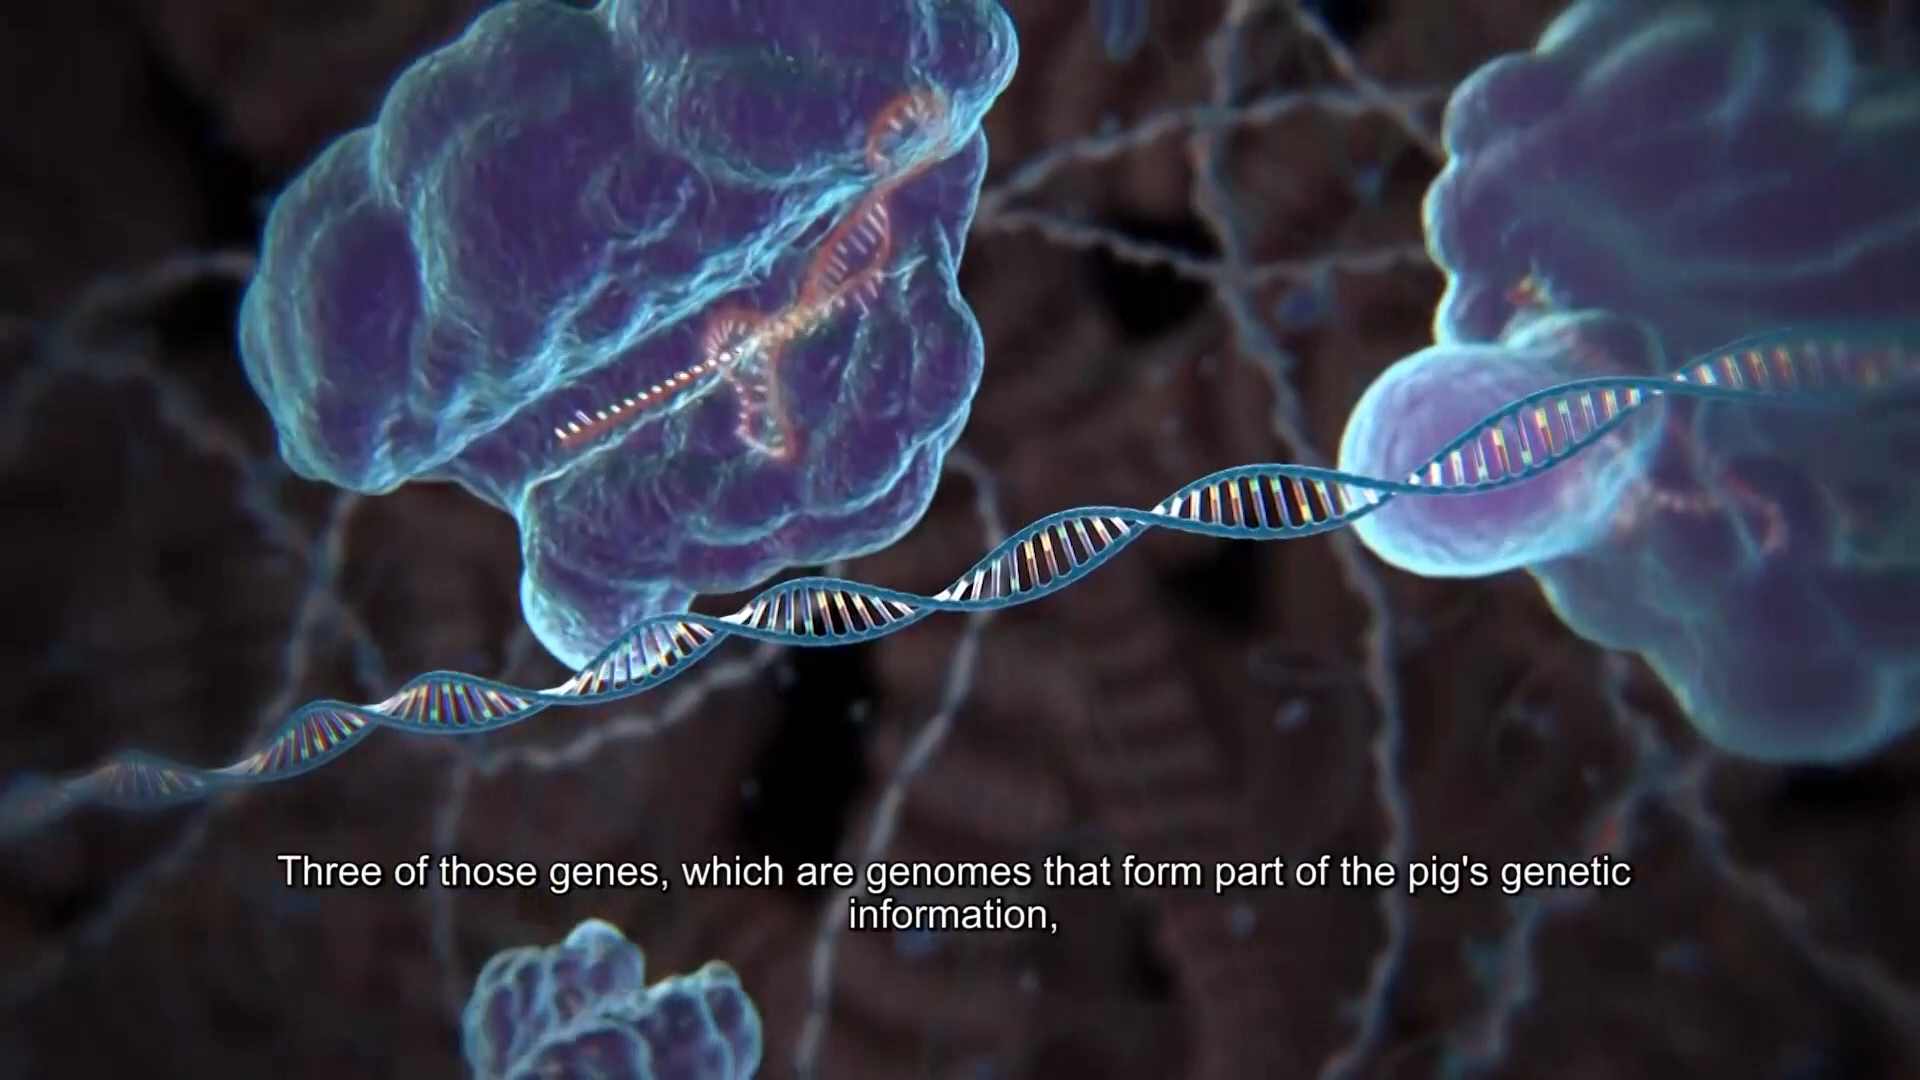 Three of those genes, which are genomes that form part of the pig's genetic
information,